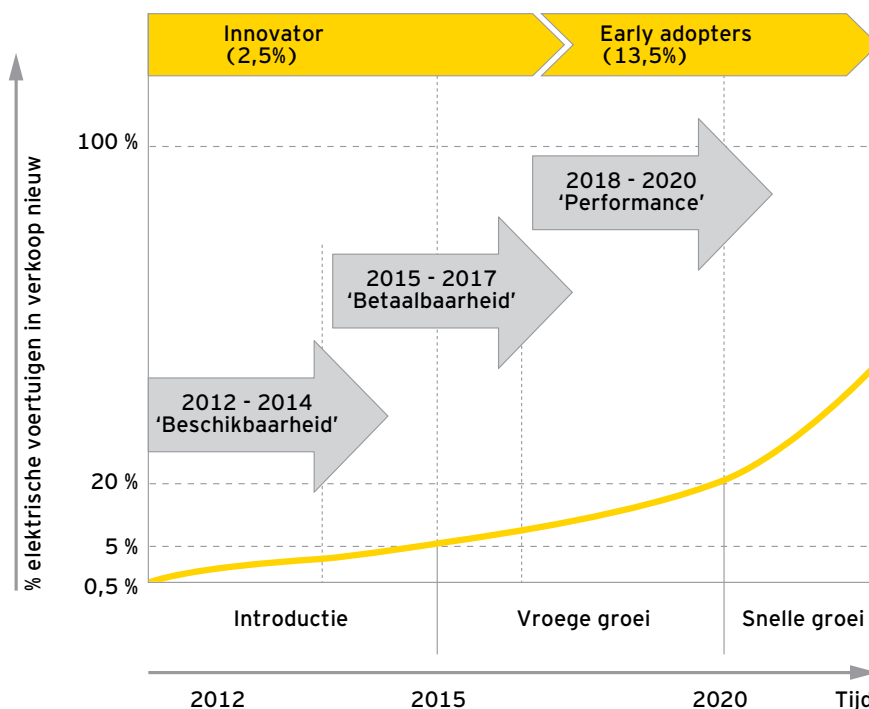 Innovator
(2,5%)
Early adopters
(13,5%)
% elektrische voertuigen in verkoop nieuw
100 %
2018 - 2020
‘Performance’
2015 - 2017
‘Betaalbaarheid’
2012 - 2014
‘Beschikbaarheid’
20 %
5 %
0,5 %
Introductie
Vroege groei
Snelle groei
2012
2015
2020
Tijd